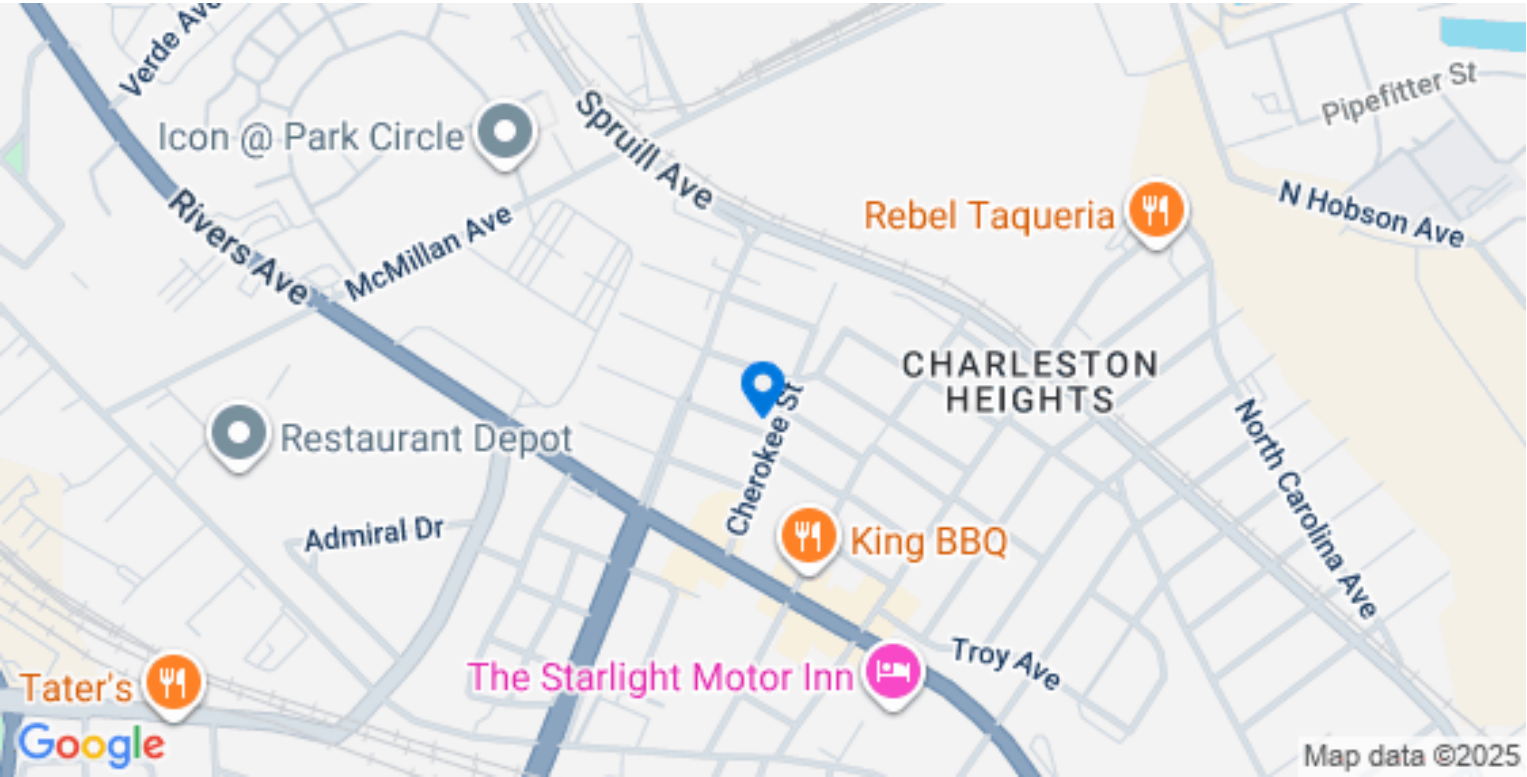 Verde Ave
Icon @ Park Circle
Spruill Ave
Pipefitter St
Rivers Ave
McMillan Ave
Rebel Taqueria
N Hobson Ave
CHARLESTON
HEIGHTS
Restaurant Depot
Cherokee St
North Carolina Ave
Admiral Dr
King BBQ
Troy Ave
The Starlight Motor Inn
Tater's
Google
Map data ©2025